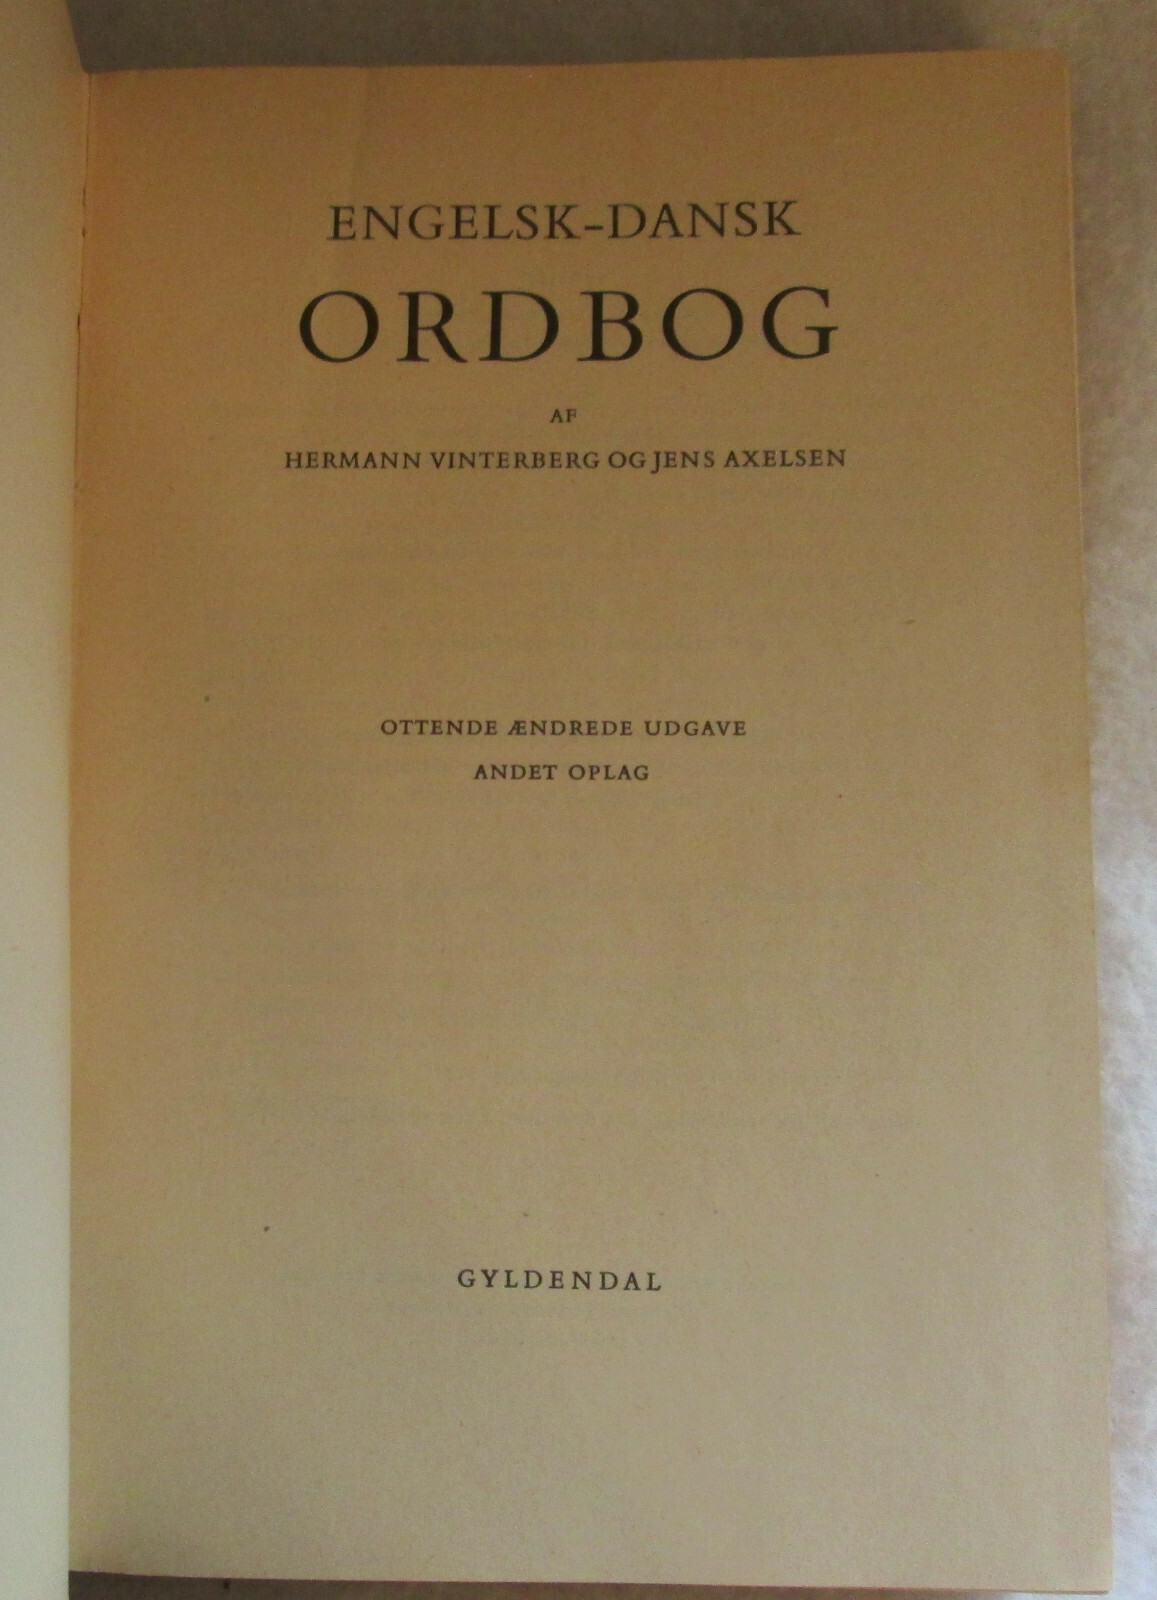 ENGELSK-DANSK
ORDBOG
AF
HERMANN VINTERBERG OG JENS AXELSEN
OTTENDE ÆNDREDE UDGAVE
ANDET OPLAG
GYLDENDAL